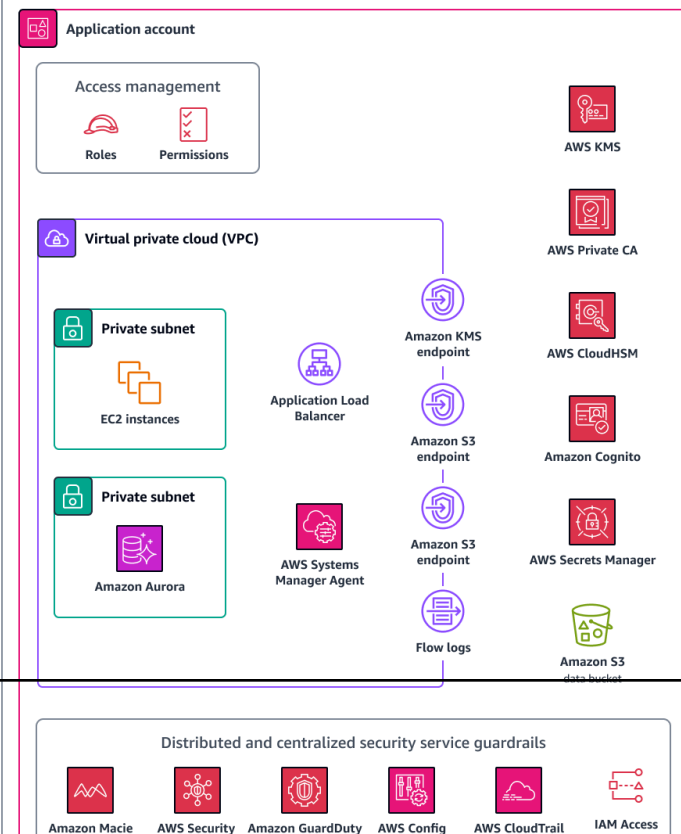 Application account
Access management
Roles
Permissions
AWS KMS
AWS Private CA
Virtual private cloud (VPC)
Private subnet
EC2 instances
Application Load
Balancer
Amazon KMS
endpoint
AWS CloudHSM
Amazon S3
endpoint
Amazon Cognito
Private subnet
Amazon Aurora
AWS Systems
Manager Agent
Amazon S3
endpoint
AWS Secrets Manager
Flow logs
Amazon S3
data bucket
Distributed and centralized security service guardrails
Amazon Macie
AWS Security
Amazon GuardDuty
AWS Config
AWS CloudTrail
IAM Access